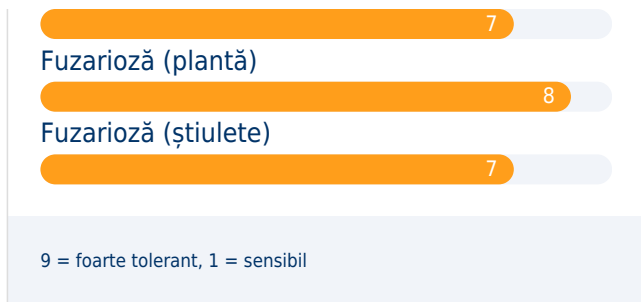 7
Fuzarioză (plantă)
8
Fuzarioză (știulete)
7
9 = foarte tolerant, 1 = sensibil